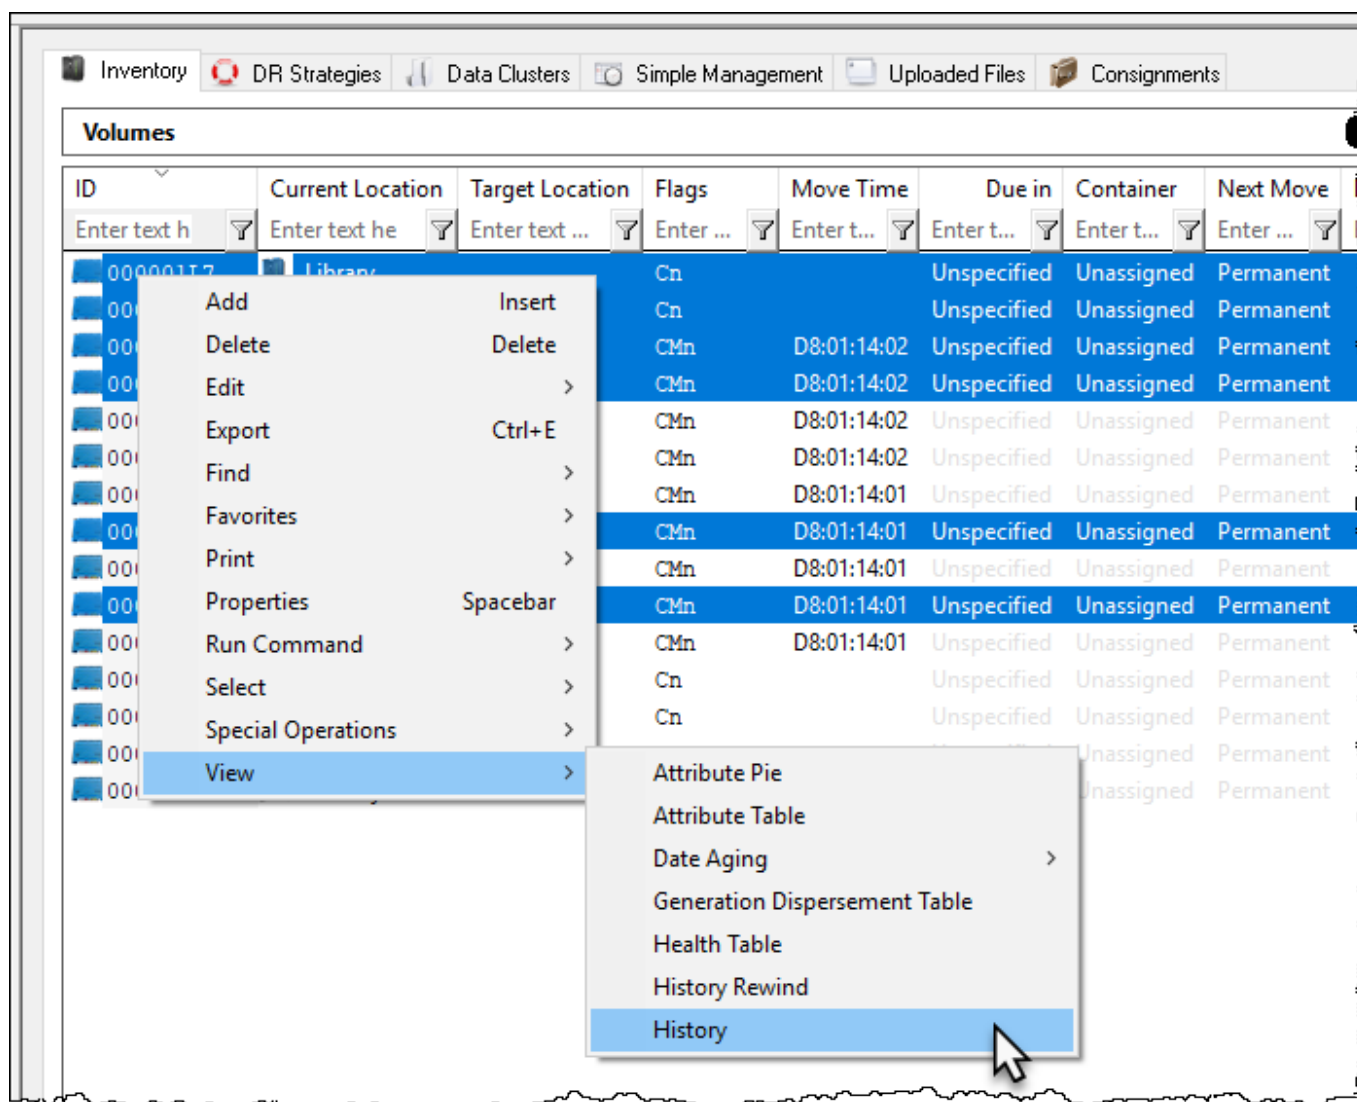 Inventory DR Strategies Data Clusters Simple Management Uploaded Files Consignments
Volumes
ID Current Location Target Location Flags Move Time Due in Container Next Move
Enter text h Enter text he Enter text ... Enter ... Enter t... Enter t... Enter t... Enter ...
Library Cn Unspecified Unassigned Permanent
Add Insert
Cn Unspecified Unassigned Permanent
Delete Delete
CMn D8:01:14:02 Unspecified Unassigned Permanent
Edit >
CMn D8:01:14:02 Unspecified Unassigned Permanent
Export Ctrl+E
CMn D8:01:14:02 Unspecified Unassigned Permanent
Find >
CMn D8:01:14:02 Unspecified Unassigned Permanent
CMn D8:01:14:01 Unspecified Unassigned Permanent
Favorites >
CMn D8:01:14:01 Unspecified Unassigned Permanent
Print >
CMn D8:01:14:01 Unspecified Unassigned Permanent
Properties Spacebar
CMn D8:01:14:01 Unspecified Unassigned Permanent
Run Command >
CMn D8:01:14:01 Unspecified Unassigned Permanent
Select >
Cn Unspecified Unassigned Permanent
Special Operations >
Cn Unspecified Unassigned Permanent
Unassigned Permanent
View >
Unassigned Permanent
Attribute Pie
Attribute Table
Date Aging >
Generation Dispersement Table
Health Table
History Rewind
History